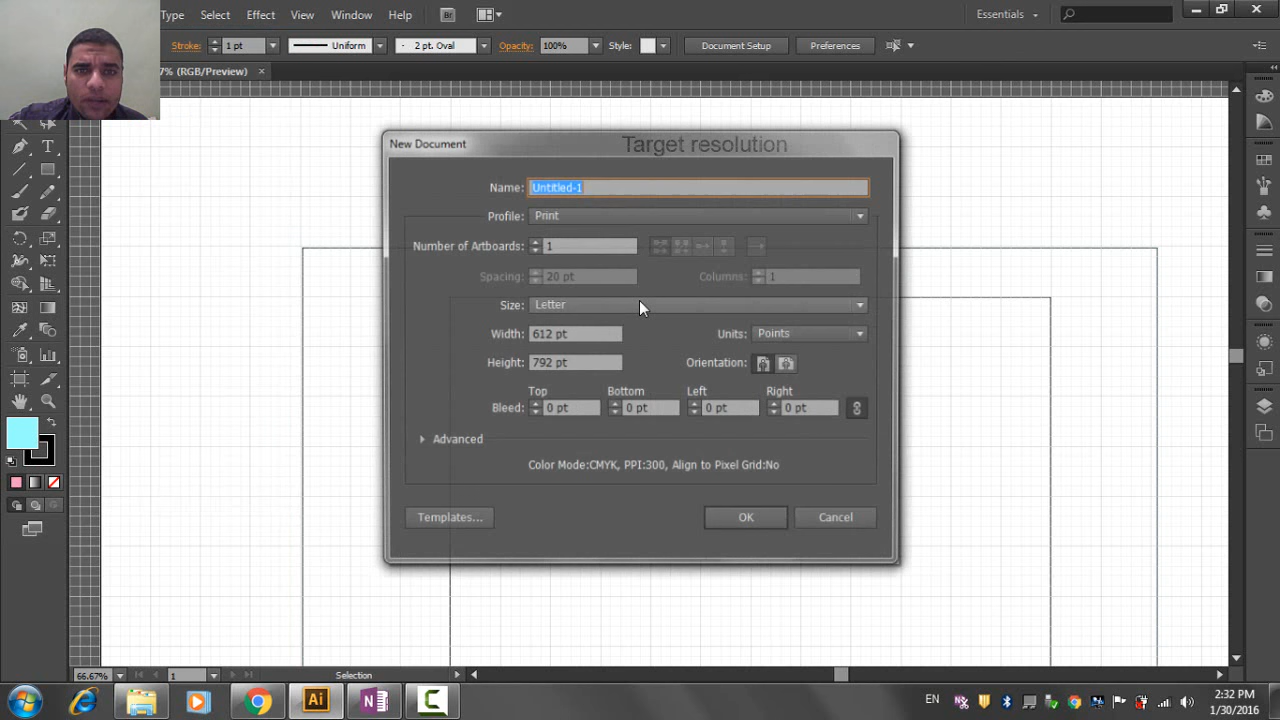 Type Select Effect View Window Help Br Essentials
Stroke: 1 pt Uniform 2 pt. Oval Opacity: 100% Style: Document Setup Preferences
7% (RGB/Preview) ×
New Document Target resolution
Name: Untitled-1
Profile: Print
Number of Artboards: 1
Spacing: 20 pt Columns: 1
Size: Letter
Width: 612 pt Units: Points
Height: 792 pt Orientation:
Top Bottom Left Right
Bleed: 0 pt 0 pt 0 pt 0 pt
Advanced
Color Mode:CMYK, PPI:300, Align to Pixel Grid:No
Templates... OK Cancel
66.67% 1 Selection
Ai N C EN 2:32 PM
1/30/2016